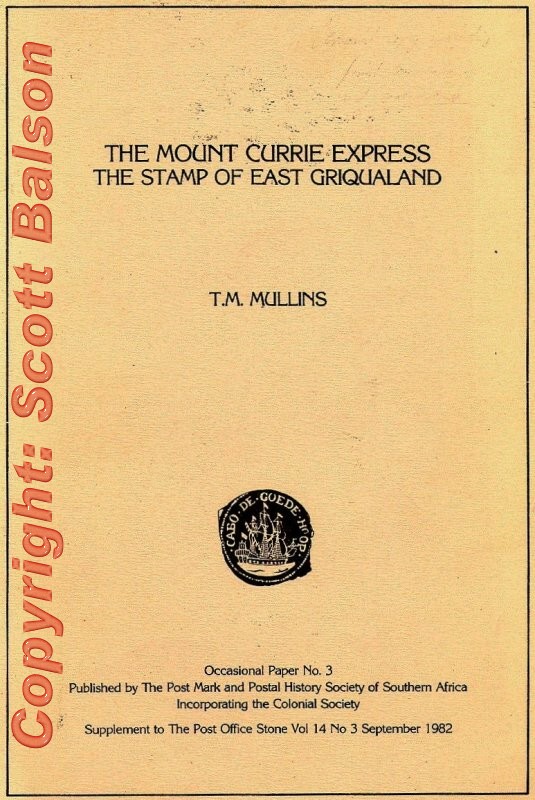 THE MOUNT CURRIE EXPRESS
THE STAMP OF EAST GRIQUALAND
T.M. MULLINS
CABO·DE·GOEDE·HOOP·
Occasional Paper No. 3
Published by The Post Mark and Postal History Society of Southern Africa
Incorporating the Colonial Society
Supplement to The Post Office Stone Vol 14 No 3 September 1982
Copyright: Scott Balson